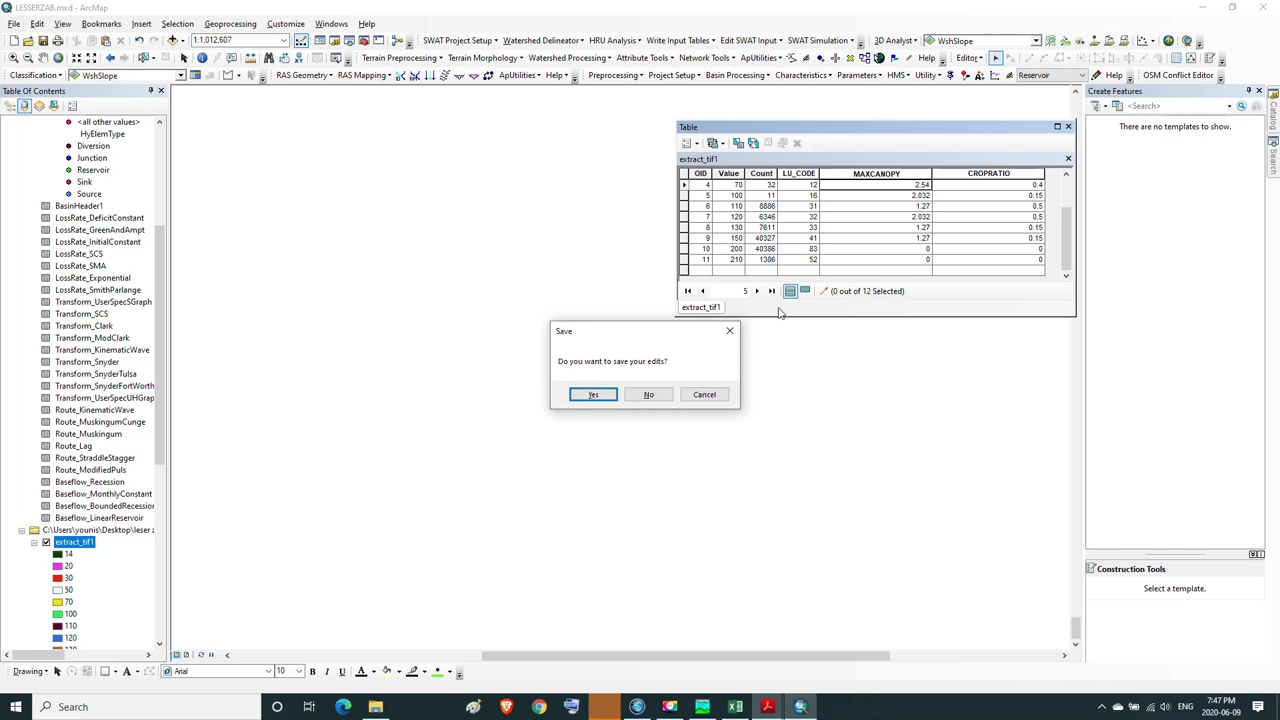 LESSERZAB.mxd - ArcMap
File Edit View Bookmarks Insert Selection Geoprocessing Customize Windows Help
1:1,012,607
SWAT Project Setup Watershed Delineator HRU Analysis Write Input Tables Edit SWAT Input SWAT Simulation
3D Analyst WshSlope
Terrain Preprocessing Terrain Morphology Watershed Processing Attribute Tools Network Tools ApUtilities Help Editor
Classification WshSlope RAS Geometry RAS Mapping ApUtilities Help Preprocessing Project Setup Basin Processing Characteristics Parameters HMS Utility Reservoir Help OSM Conflict Editor
Table Of Contents
<all other values>
HyElemType
Diversion
Junction
Reservoir
Sink
Source
BasinHeader1
LossRate_DeficitConstant
LossRate_GreenAndAmpt
LossRate_InitialConstant
LossRate_SCS
LossRate_SMA
LossRate_Exponential
LossRate_SmithParlange
Transform_UserSpecSGraph
Transform_SCS
Transform_Clark
Transform_ModClark
Transform_KinematicWave
Transform_Snyder
Transform_SnyderTulsa
Transform_SnyderFortWorth
Transform_UserSpecUHGrap
Route_KinematicWave
Route_MuskingumCunge
Route_Muskingum
Route_Lag
Route_StraddleStagger
Route_ModifiedPuls
Baseflow_Recession
Baseflow_MonthlyConstant
Baseflow_BoundedRecession
Baseflow_LinearReservoir
C:\Users\younis\Desktop\leser z
extract_tif1
14
20
30
50
70
100
110
120
Table
extract_tif1
OID Value Count LU_CODE MAXCANOPY CROPRATIO
4 70 32 12 2.54 0.4
5 100 11 16 2.032 0.15
6 110 8886 31 1.27 0.5
7 120 6346 32 2.032 0.5
8 130 7611 33 1.27 0.15
9 150 40327 41 1.27 0.15
10 200 40386 83 0 0
11 210 1386 52 0 0
5 (0 out of 12 Selected)
extract_tif1
Save
Do you want to save your edits?
Yes No Cancel
Create Features
<Search>
There are no templates to show.
Construction Tools
Select a template.
Catalog
Search
Drawing A Arial 10 B I U A
Search
ENG
7:47 PM
2020-06-09